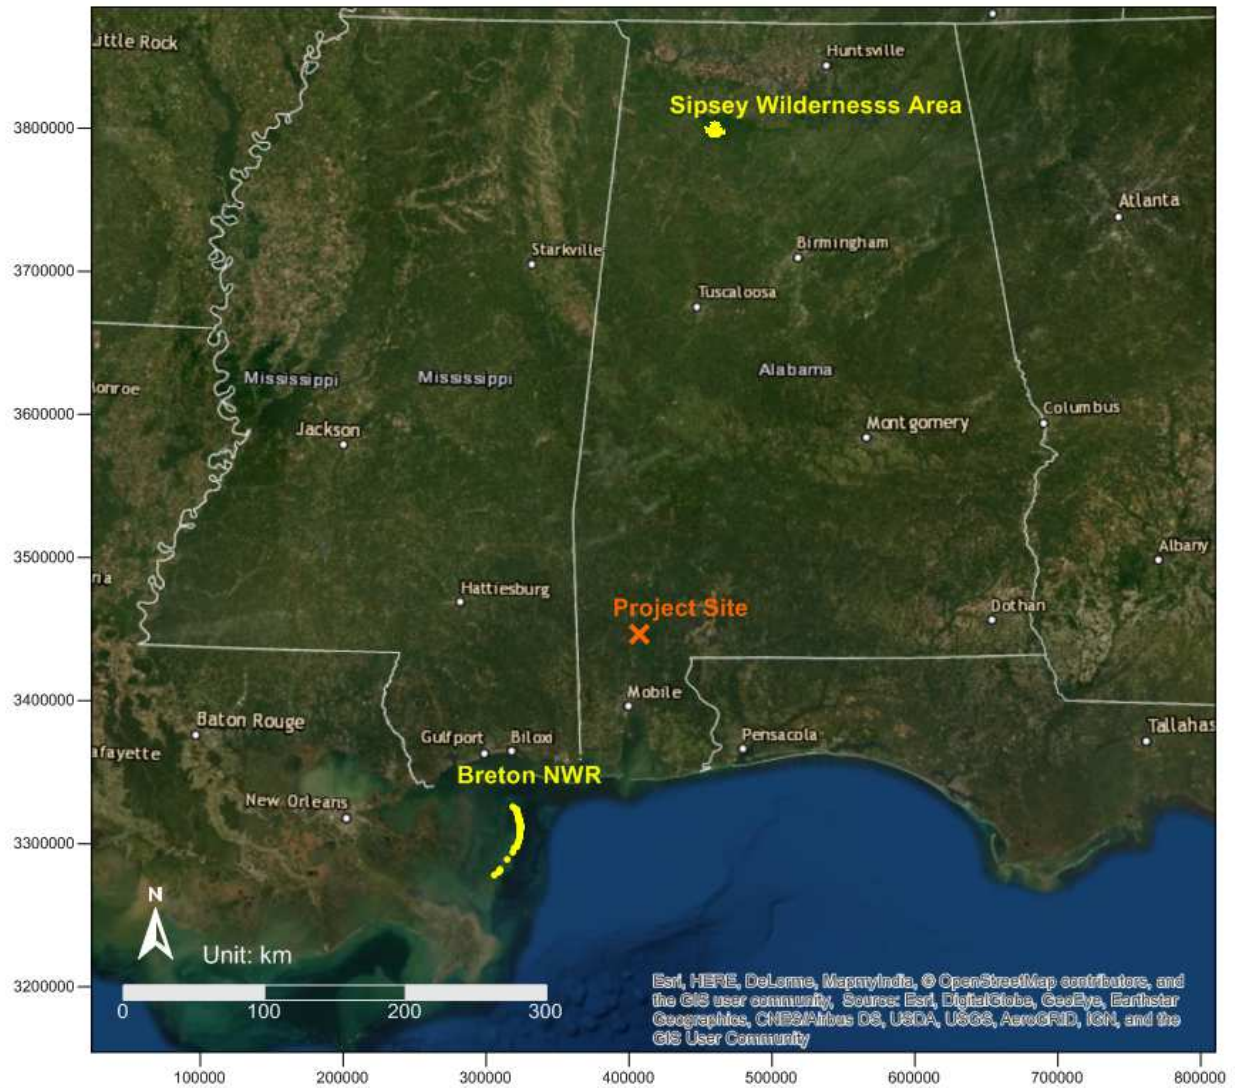 Little Rock
Huntsville
Sipsey Wildernesss Area
3800000
Atlanta
Starkville
Birmingham
3700000
Tuscaloosa
Mississippi
Mississippi
Alabama
onroe
3600000
Columbus
Jackson
Montgomery
3500000
Albany
ria
Hattiesburg
Project Site
Dothan
3400000
Mobile
Baton Rouge
Gulfport
Biloxi
Pensacola
Tallahas
afayette
Breton NWR
New Orleans
3300000
N
Unit: km
3200000
0 100 200 300
Esri, HERE, DeLorme, MapmyIndia, © OpenStreetMap contributors, and
the GIS user community, Source: Esri, DigitalGlobe, GeoEye, Earthstar
Geographics, CNES/Airbus DS, USDA, USGS, AeroGRID, IGN, and the
GIS User Community
100000 200000 300000 400000 500000 600000 700000 800000